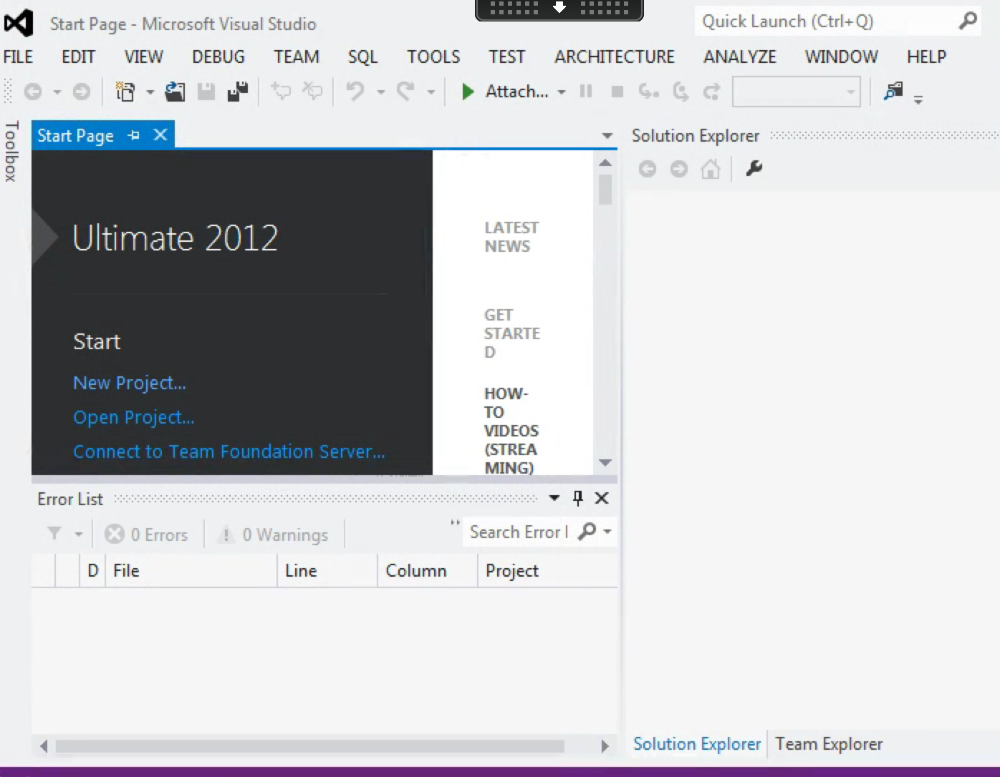 Start Page - Microsoft Visual Studio
Quick Launch (Ctrl+Q)
FILE EDIT VIEW DEBUG TEAM SQL TOOLS TEST ARCHITECTURE ANALYZE WINDOW HELP
Attach...
Toolbox
Start Page
Solution Explorer
Ultimate 2012
Start
New Project...
Open Project...
Connect to Team Foundation Server...
LATEST
NEWS
GET
STARTE
D
HOW-
TO
VIDEOS
(STREA
MING)
Error List
0 Errors
0 Warnings
Search Error
D File Line Column Project
Solution Explorer Team Explorer